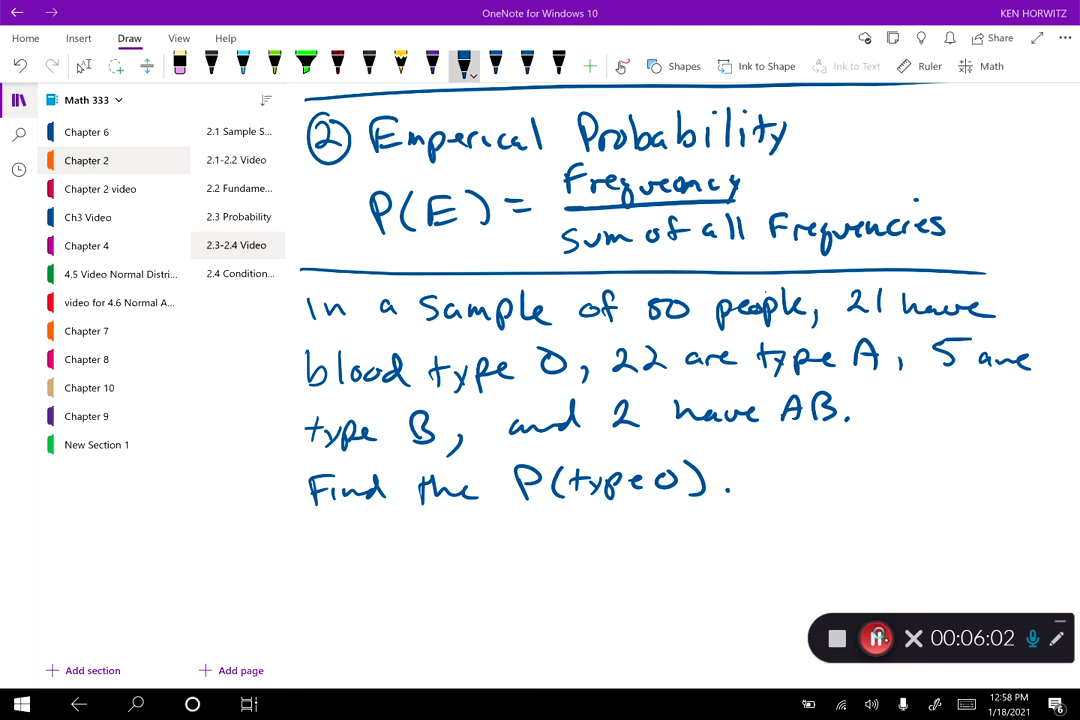 OneNote for Windows 10
KEN HORWITZ
Home Insert Draw View Help
Share
Shapes Ink to Shape Ink to Text Ruler Math
Math 333
Chapter 6
Chapter 2
Chapter 2 video
Ch3 Video
Chapter 4
4.5 Video Normal Distri...
video for 4.6 Normal A...
Chapter 7
Chapter 8
Chapter 10
Chapter 9
New Section 1
Add section
2.1 Sample S...
2.1-2.2 Video
2.2 Fundame...
2.3 Probability
2.3-2.4 Video
2.4 Condition...
Add page
② Emperical Probability
P(E) = Frequency
Sum of all Frequencies
In a sample of 50 people, 21 have
blood type O, 22 are type A, 5 are
type B, and 2 have AB.
Find the P(type O).
00:06:02
12:58 PM
1/18/2021
6